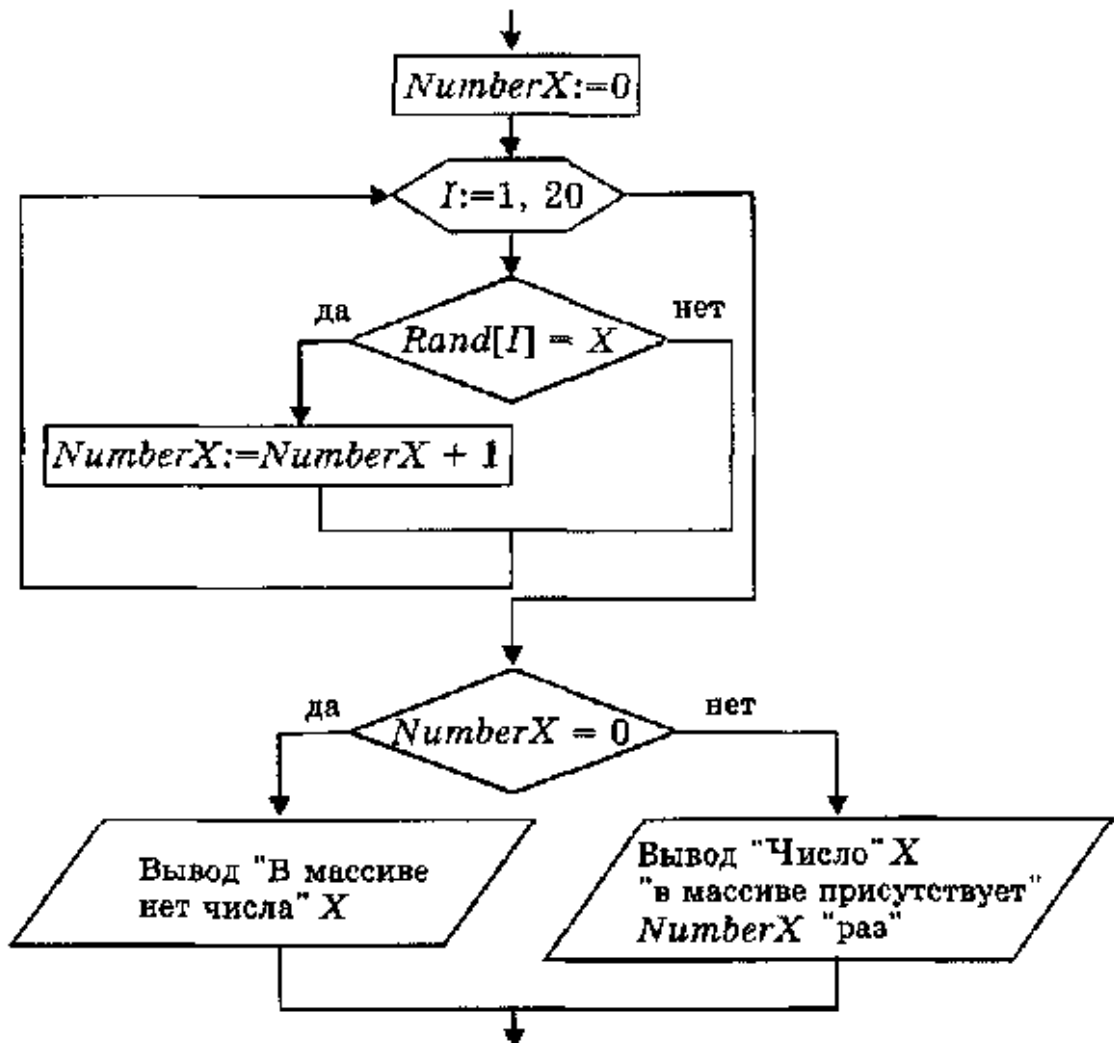 NumberX:=0
I:=1, 20
да
нет
Rand[I] = X
NumberX:=NumberX + 1
да
нет
NumberX = 0
Вывод "В массиве
нет числа" X
Вывод "Число" X
"в массиве присутствует"
NumberX "раз"